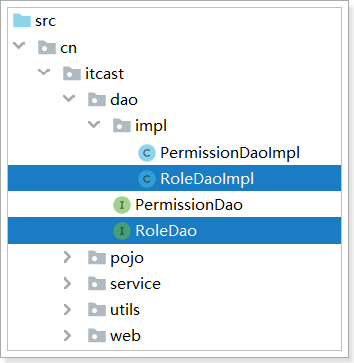 src
cn
itcast
dao
impl
C PermissionDaoImpl
C RoleDaoImpl
I PermissionDao
I RoleDao
pojo
service
utils
web